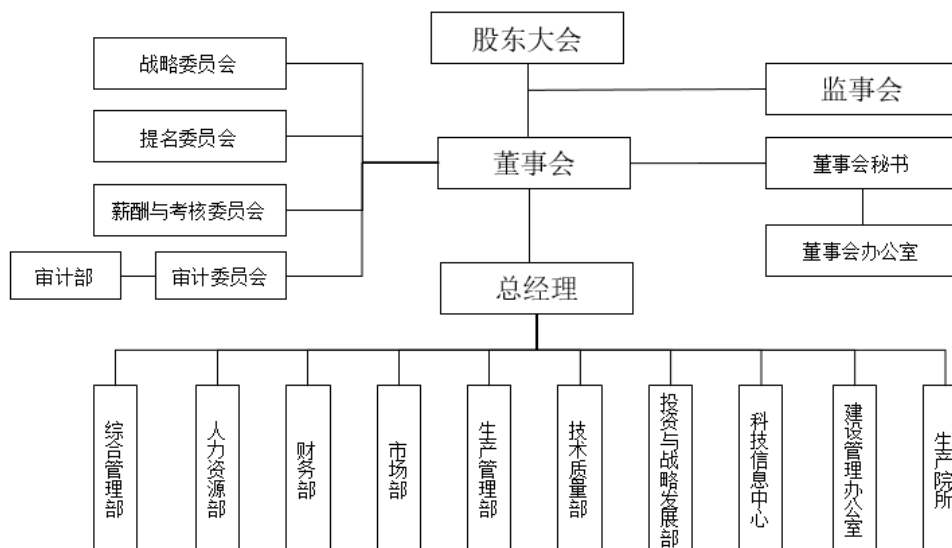 股东大会
战略委员会
监事会
提名委员会
董事会
董事会秘书
薪酬与考核委员会
董事会办公室
审计部
审计委员会
总经理
综合管理部
人力资源部
财务部
市场部
生产管理部
技术质量部
投资与战略发展部
科技信息中心
建设管理办公室
生产院所